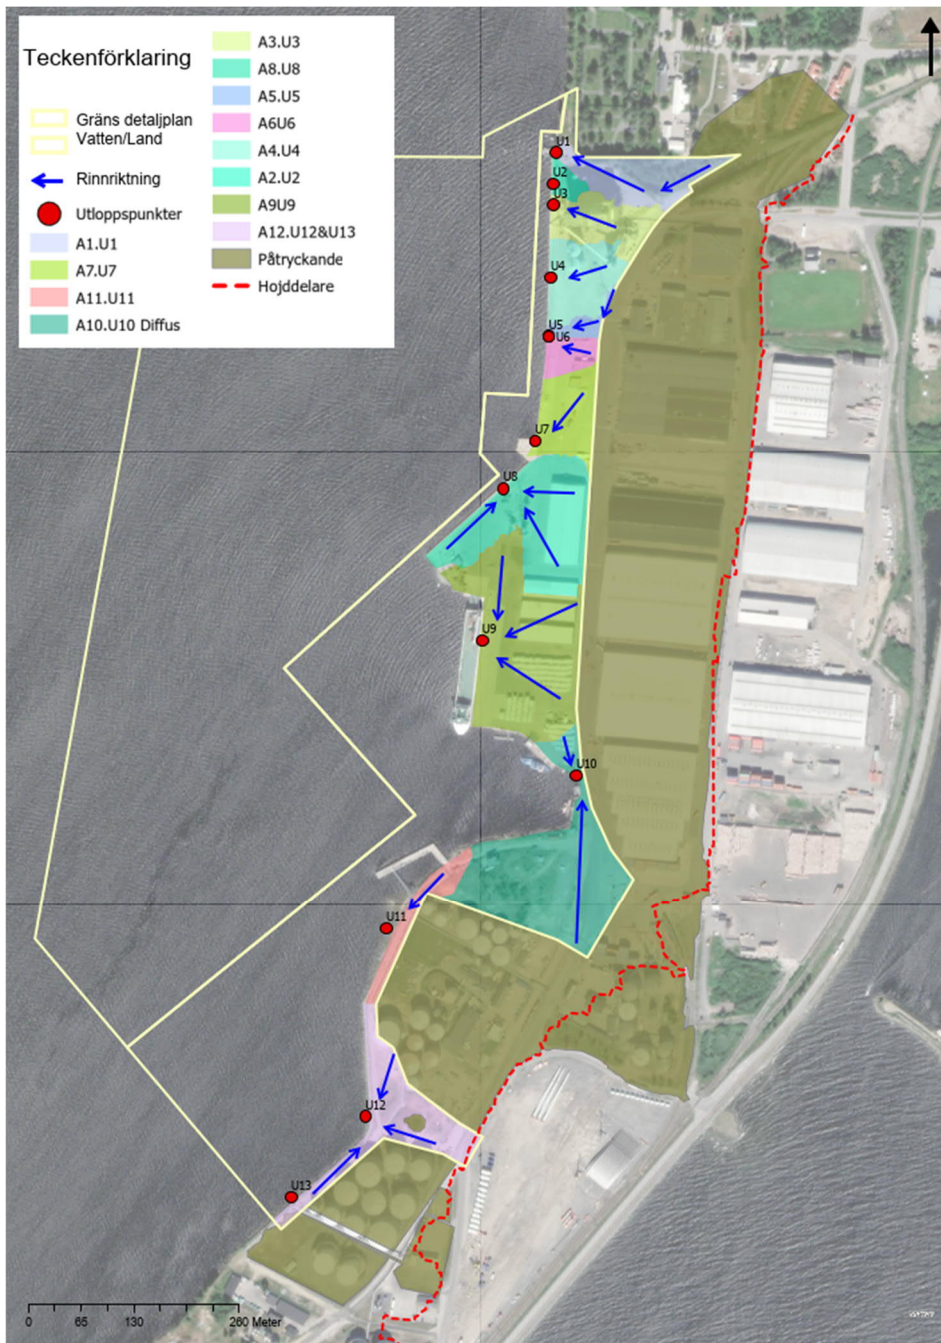 Teckenförklaring
Gräns detaljplan
Vatten/Land
Rinnriktning
Utloppspunkter
A1.U1
A7.U7
A11.U11
A10.U10 Diffus
A3.U3
A8.U8
A5.U5
A6U6
A4.U4
A2.U2
A9U9
A12.U12&U13
Påtryckande
Hojddelare
U1
U2
U3
U4
U5
U6
U7
U8
U9
U10
U11
U12
U13
0 65 130 260 Meter